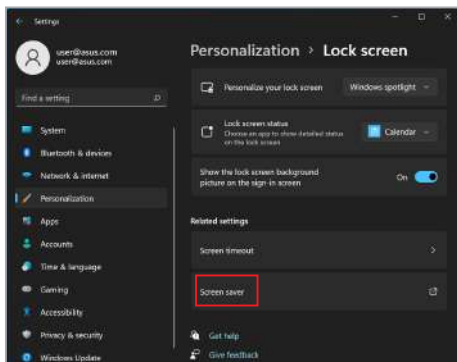 Settings
user@asus.com
user@asus.com
Find a setting
System
Bluetooth & devices
Network & internet
Personalization
Apps
Accounts
Time & language
Gaming
Accessibility
Privacy & security
Windows Update
Personalization > Lock screen
Personalize your lock screen
Windows spotlight
Lock screen status
Choose an app to show detailed status
on the lock screen
Calendar
Show the lock screen background
picture on the sign-in screen
On
Related settings
Screen timeout
Screen saver
Get help
Give feedback